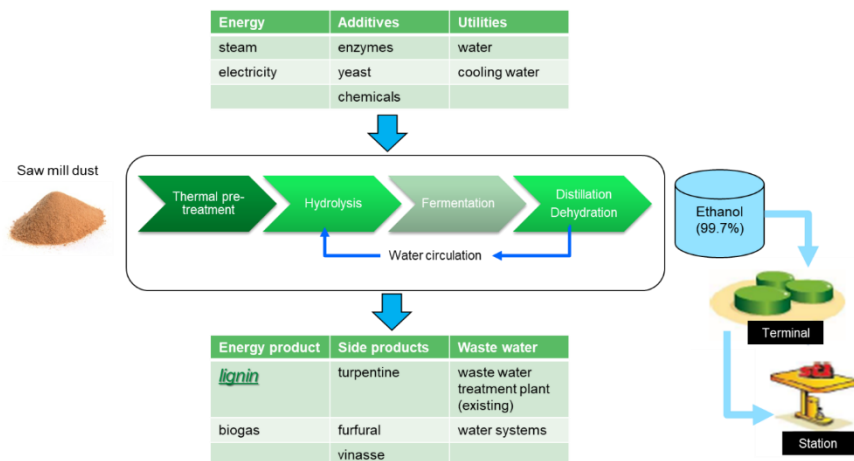 Energy Additives Utilities
steam enzymes water
electricity yeast cooling water
chemicals
Saw mill dust
Thermal pre-
treatment
Hydrolysis
Fermentation
Distillation
Dehydration
Water circulation
Ethanol
(99.7%)
Terminal
Station
Energy product Side products Waste water
lignin turpentine waste water
treatment plant
(existing)
biogas furfural water systems
vinasse